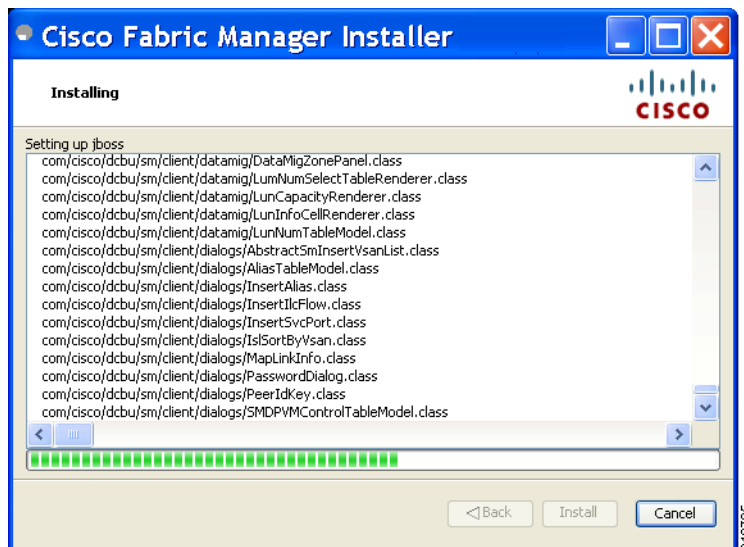 Cisco Fabric Manager Installer
Installing
CISCO
Setting up jboss
com/cisco/dcbu/sm/client/datamig/DataMigZonePanel.class
com/cisco/dcbu/sm/client/datamig/LumNumSelectTableRenderer.class
com/cisco/dcbu/sm/client/datamig/LunCapacityRenderer.class
com/cisco/dcbu/sm/client/datamig/LunInfoCellRenderer.class
com/cisco/dcbu/sm/client/datamig/LunNumTableModel.class
com/cisco/dcbu/sm/client/dialogs/AbstractSmInsertVsanList.class
com/cisco/dcbu/sm/client/dialogs/AliasTableModel.class
com/cisco/dcbu/sm/client/dialogs/InsertAlias.class
com/cisco/dcbu/sm/client/dialogs/InsertIlcFlow.class
com/cisco/dcbu/sm/client/dialogs/InsertSvcPort.class
com/cisco/dcbu/sm/client/dialogs/IslSortByVsan.class
com/cisco/dcbu/sm/client/dialogs/MapLinkInfo.class
com/cisco/dcbu/sm/client/dialogs/PasswordDialog.class
com/cisco/dcbu/sm/client/dialogs/PeerIdKey.class
com/cisco/dcbu/sm/client/dialogs/SMDPVMControlTableModel.class
Back
Install
Cancel